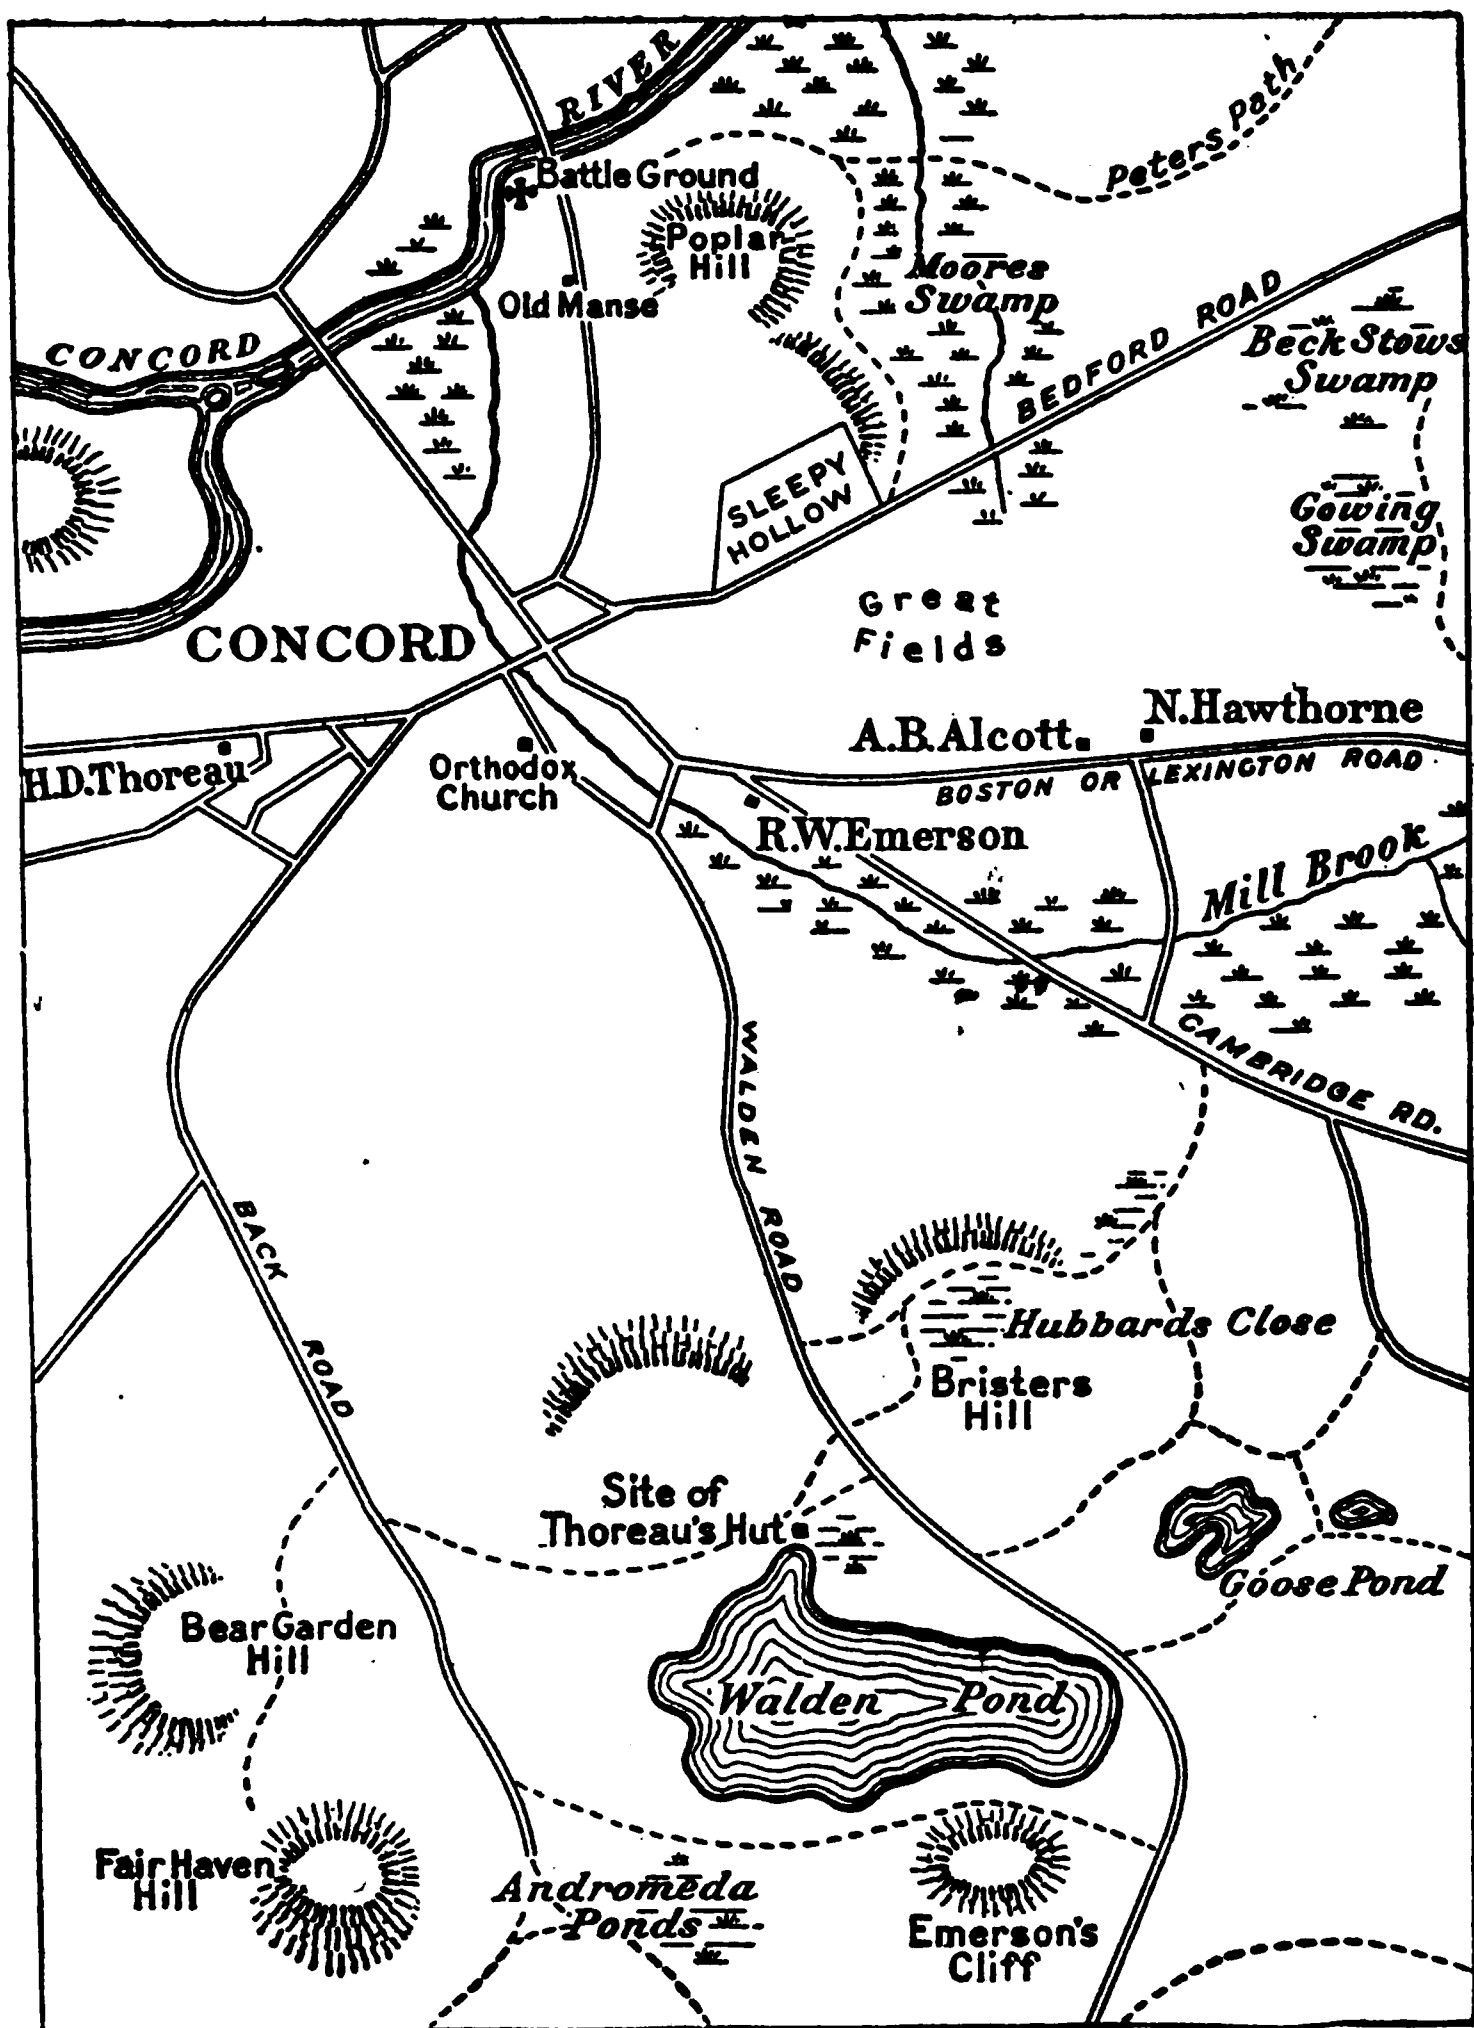 RIVER
Peters Path
Battle Ground
Poplar
Hill
Moores
Swamp
Old Manse
BEDFORD ROAD
CONCORD
Beck Stows
Swamp
SLEEPY
HOLLOW
Gowing
Swamp
Great
Fields
CONCORD
N.Hawthorne
A.B.Alcott
H.D.Thoreau
Orthodox
Church
BOSTON OR LEXINGTON ROAD
R.W.Emerson
Mill Brook
CAMBRIDGE RD.
WALDEN ROAD
BACK ROAD
Hubbards Close
Bristers
Hill
Site of
Thoreau's Hut
Goose Pond
Bear Garden
Hill
Walden Pond
Fair Haven
Hill
Andromeda
Ponds
Emerson's
Cliff